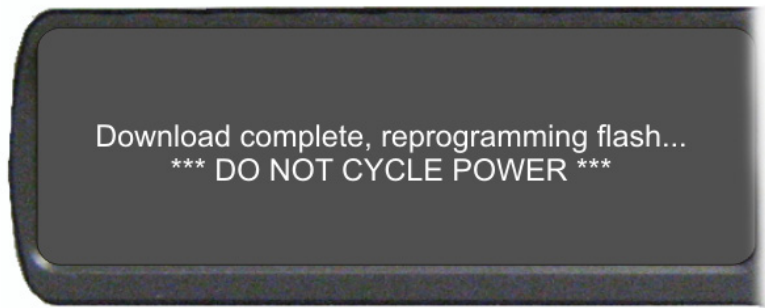 Download complete, reprogramming flash...
*** DO NOT CYCLE POWER ***